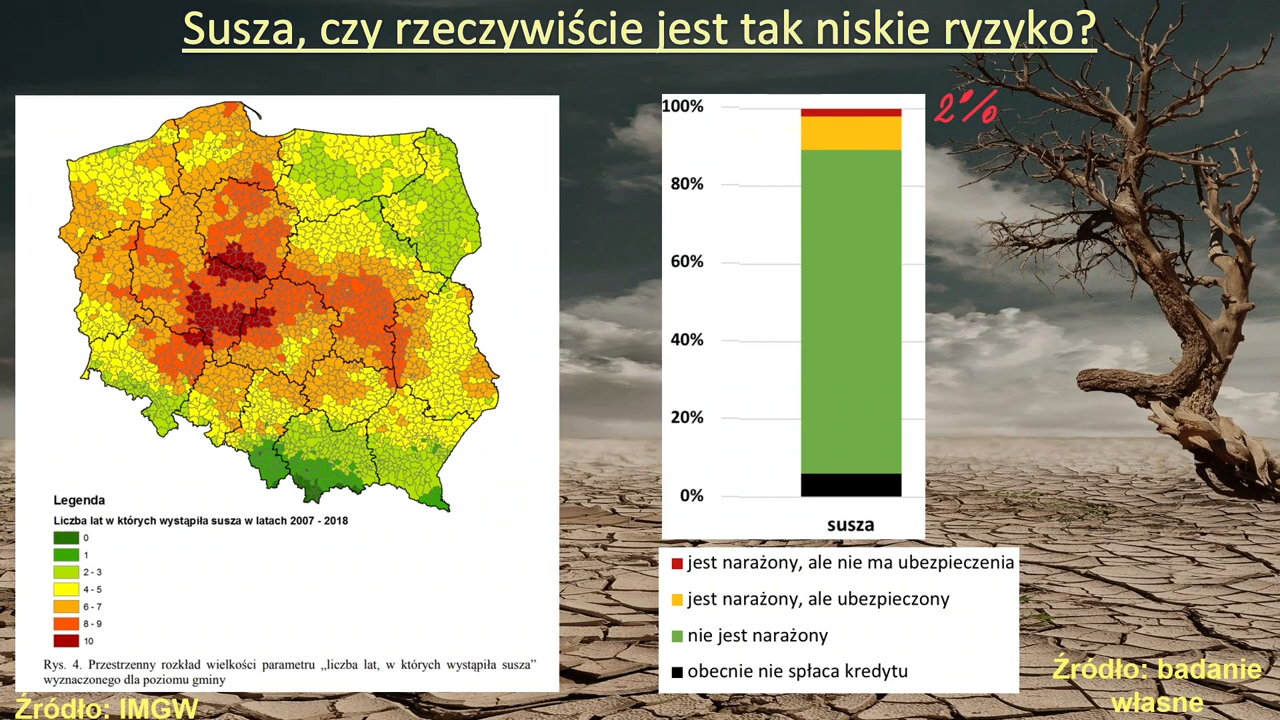 Susza, czy rzeczywiście jest tak niskie ryzyko?
100%
80%
60%
40%
20%
0%
susza
2%
jest narażony, ale nie ma ubezpieczenia
jest narażony, ale ubezpieczony
nie jest narażony
obecnie nie spłaca kredytu
Legenda
Liczba lat w których wystąpiła susza w latach 2007 - 2018
0
1
2 - 3
4 - 5
6 - 7
8 - 9
10
Rys. 4. Przestrzenny rozkład wielkości parametru „liczba lat, w których wystąpiła susza”
wyznaczonego dla poziomu gminy
Źródło: IMGW
Źródło: badanie
własne